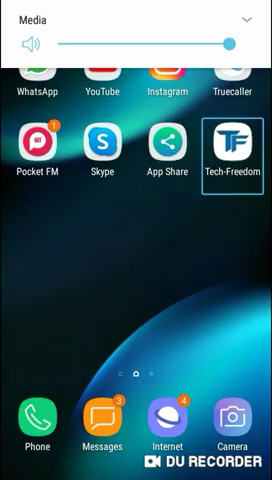 Media
WhatsApp YouTube Instagram Truecaller
1
TF
Pocket FM Skype App Share Tech-Freedom
3 4
Phone Messages Internet Camera
DU RECORDER